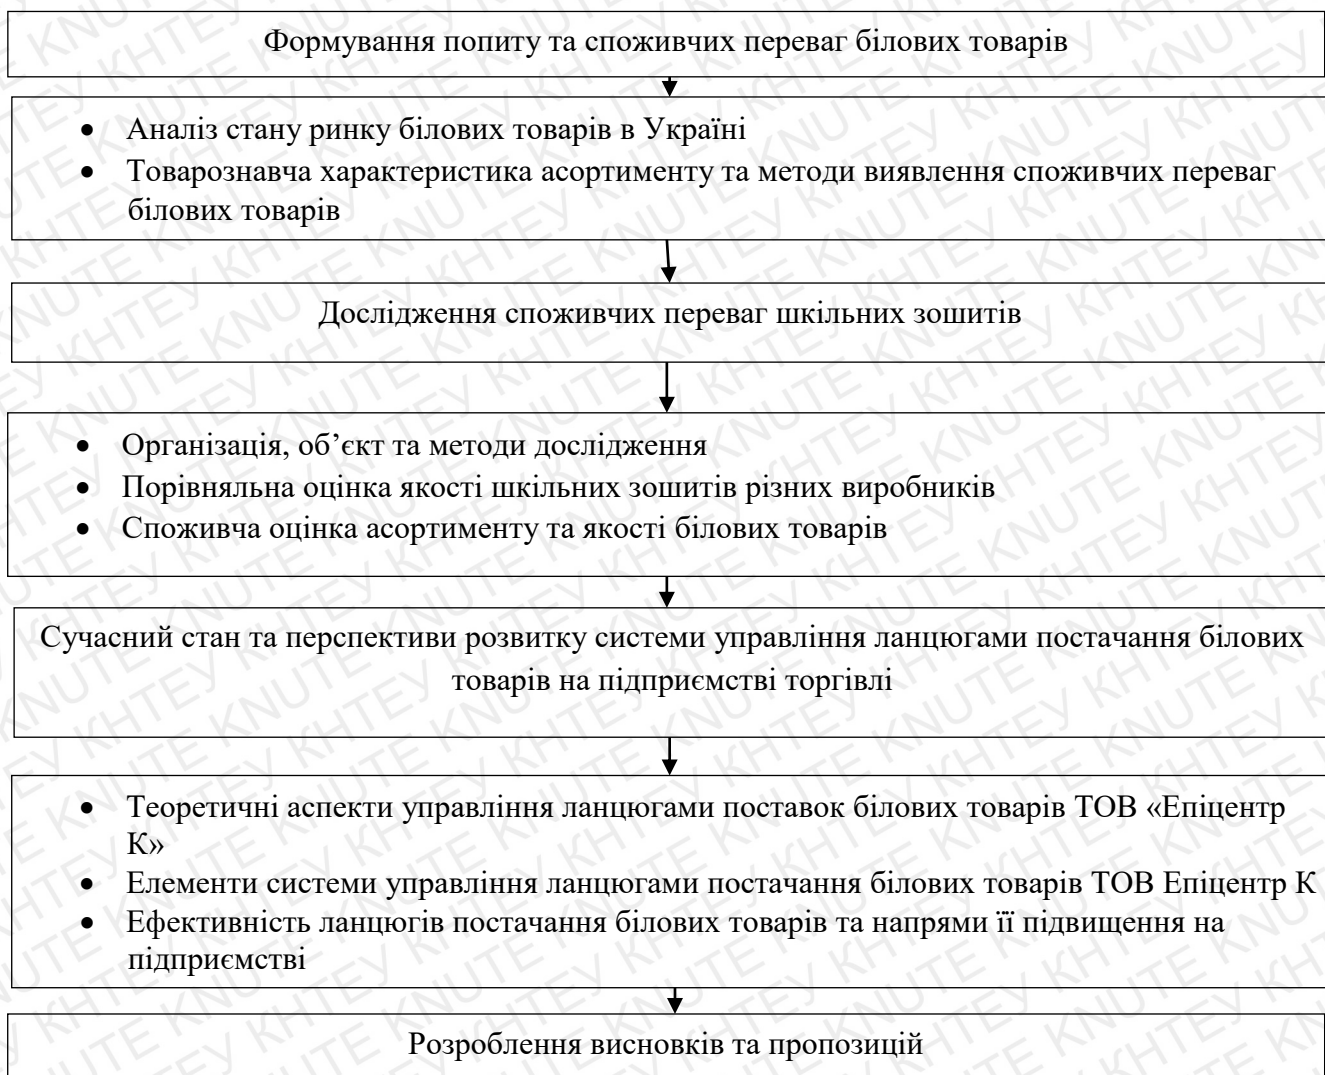 Формування попиту та споживчих переваг білових товарів
• Аналіз стану ринку білових товарів в Україні
• Товарознавча характеристика асортименту та методи виявлення споживчих переваг
білових товарів
Дослідження споживчих переваг шкільних зошитів
• Організація, об’єкт та методи дослідження
• Порівняльна оцінка якості шкільних зошитів різних виробників
• Споживча оцінка асортименту та якості білових товарів
Сучасний стан та перспективи розвитку системи управління ланцюгами постачання білових
товарів на підприємстві торгівлі
• Теоретичні аспекти управління ланцюгами поставок білових товарів ТОВ «Епіцентр
К»
• Елементи системи управління ланцюгами постачання білових товарів ТОВ Епіцентр К
• Ефективність ланцюгів постачання білових товарів та напрями її підвищення на
підприємстві
Розроблення висновків та пропозицій